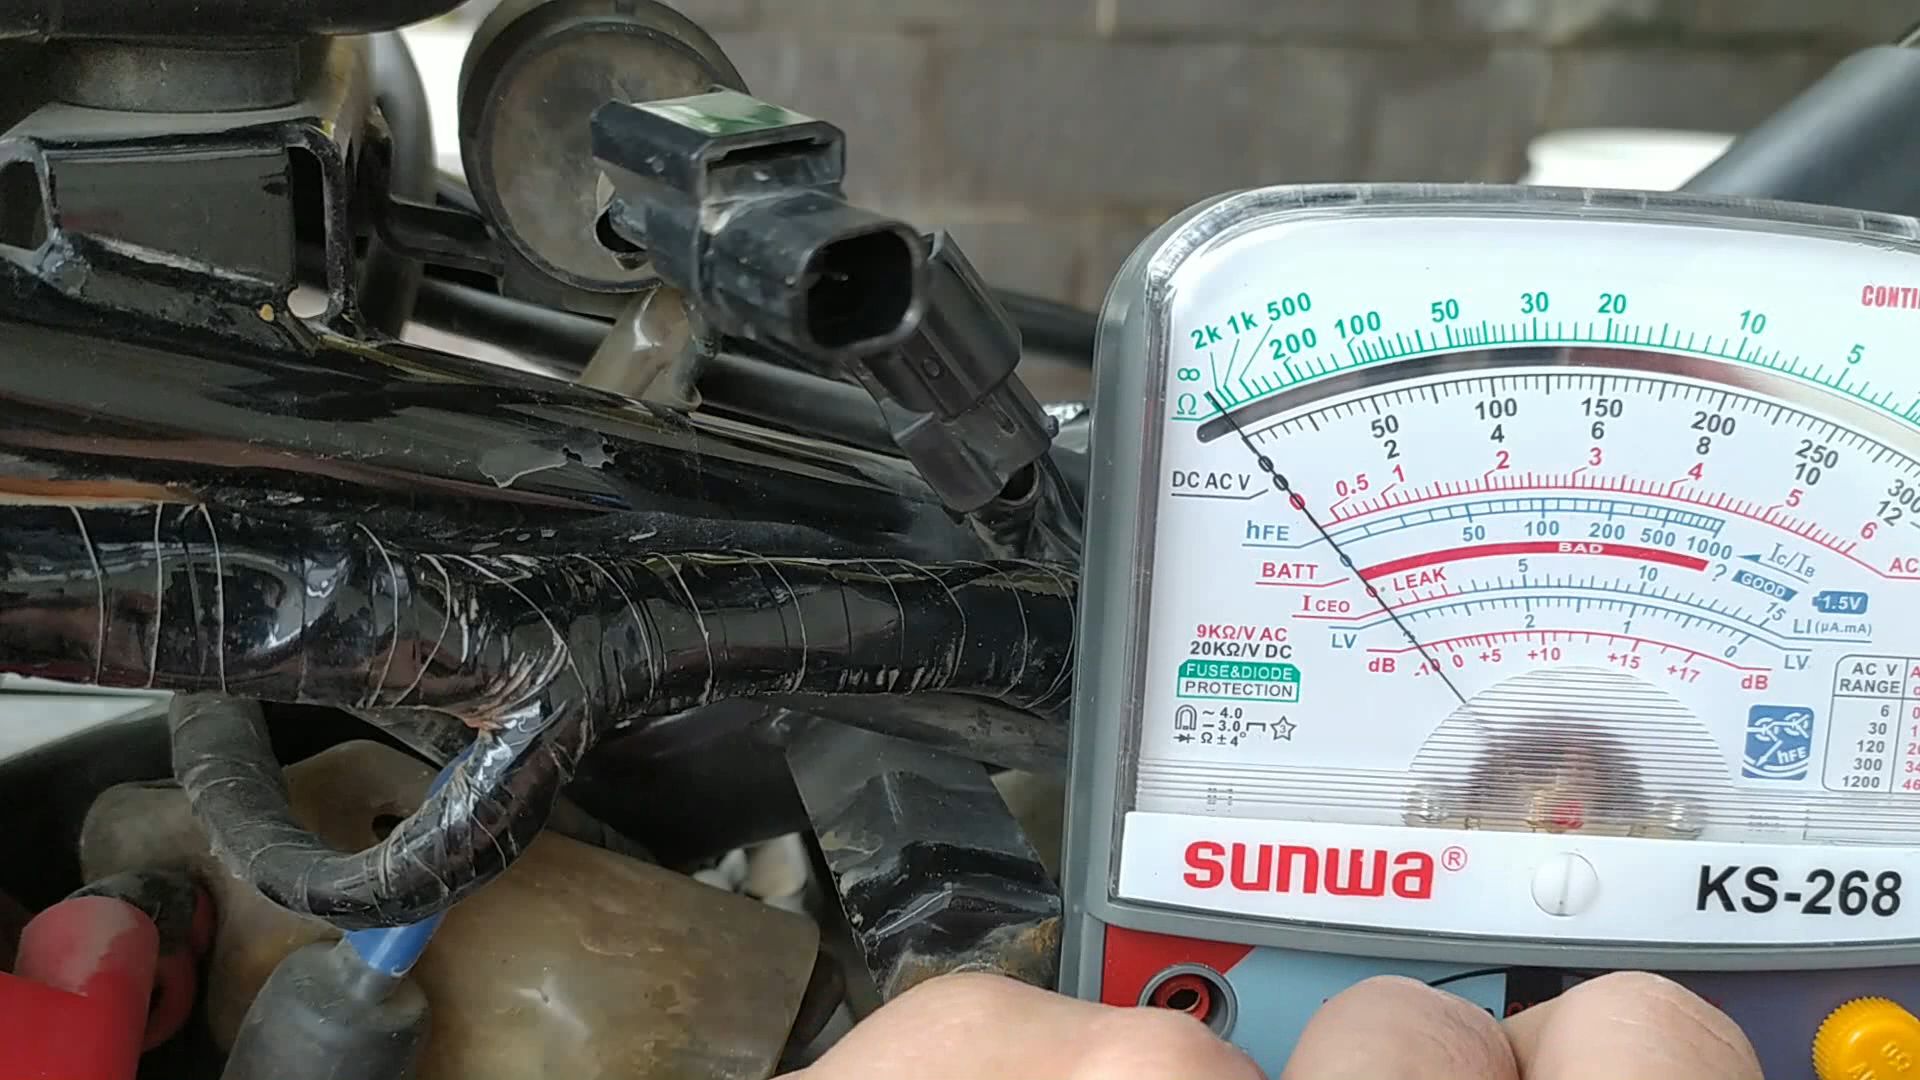 CONTI
2k 1k 500
200 100 50 30 20 10 5
∞
Ω
50 100 150 200 250 300
2 4 6 8 10 12
DC AC V
0.5 1 2 3 4 5 6
AC
hFE
50 100 200 500 1000
IC/IB
BATT
BAD
?
GOOD
1.5V
ICEO
LEAK
5 10 15
LI (μA.mA)
LV
2 1 0
LV
dB
-10 0 +5 +10 +15 +17
dB
9KΩ/V AC
20KΩ/V DC
FUSE&DIODE
PROTECTION
~ 4.0
– 3.0
3
Ω ± 4°
hFE
AC V
RANGE
6
30
120
300
1200
sunwa®
KS-268